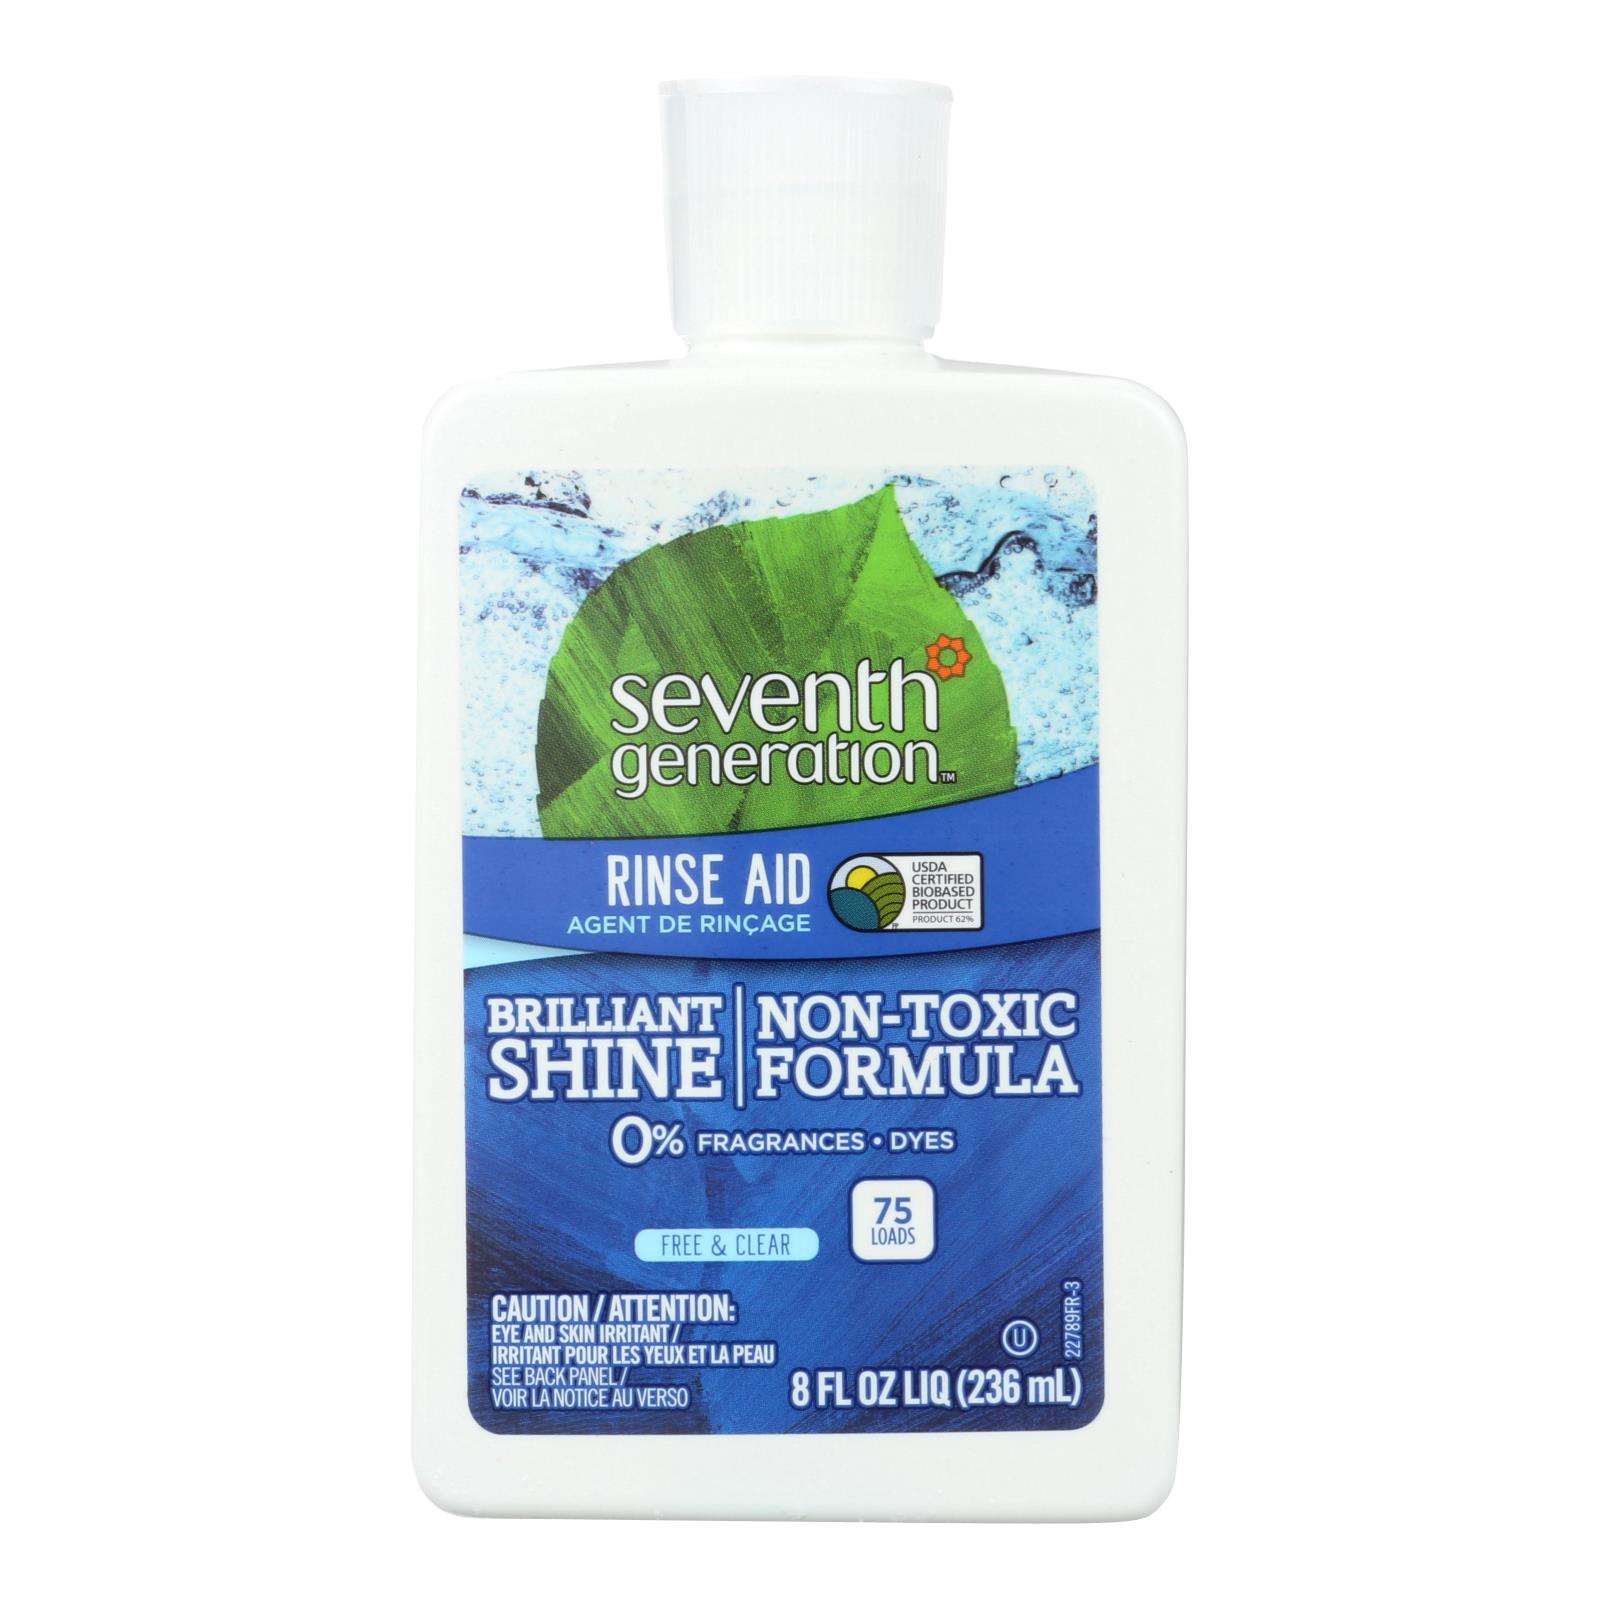 seventh
generation™
RINSE AID
AGENT DE RINÇAGE
USDA
CERTIFIED
BIOBASED
PRODUCT
PRODUCT 62%
FP
BRILLIANT
SHINE
NON-TOXIC
FORMULA
0% FRAGRANCES • DYES
75
LOADS
FREE & CLEAR
CAUTION / ATTENTION:
EYE AND SKIN IRRITANT /
IRRITANT POUR LES YEUX ET LA PEAU
SEE BACK PANEL /
VOIR LA NOTICE AU VERSO
U
22789FR-3
8 FL OZ LIQ (236 mL)